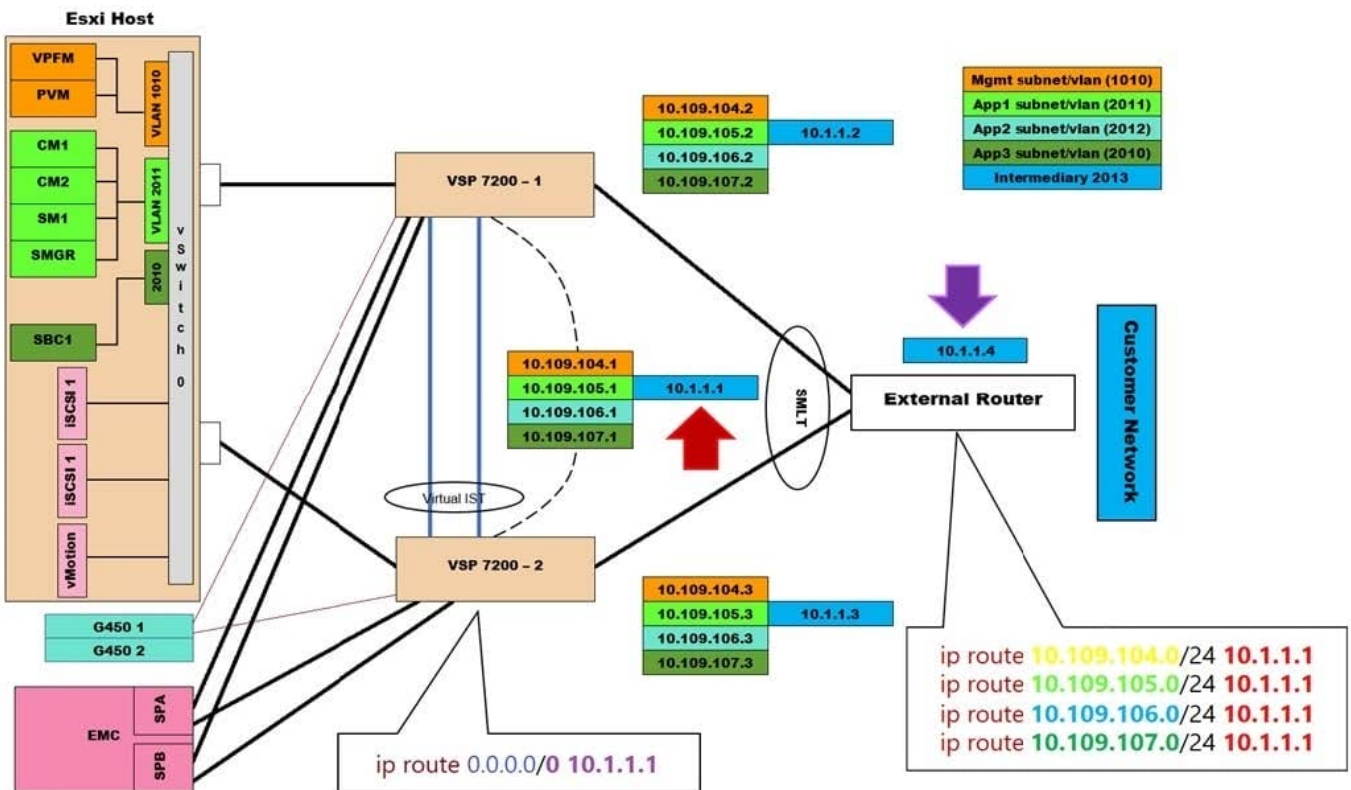 Esxi Host
VPFM
PVM
VLAN 1010
CM1
CM2
SM1
SMGR
VLAN 2011
2010
SBC1
vSwitch 0
iSCSI 1
iSCSI 1
vMotion
G450 1
G450 2
EMC
SPA
SPB
VSP 7200 – 1
VSP 7200 – 2
Virtual IST
10.109.104.2
10.109.105.2
10.1.1.2
10.109.106.2
10.109.107.2
10.109.104.1
10.109.105.1
10.1.1.1
10.109.106.1
10.109.107.1
10.109.104.3
10.109.105.3
10.1.1.3
10.109.106.3
10.109.107.3
SMLT
Mgmt subnet/vlan (1010)
App1 subnet/vlan (2011)
App2 subnet/vlan (2012)
App3 subnet/vlan (2010)
Intermediary 2013
10.1.1.4
External Router
Customer Network
ip route 0.0.0.0/0 10.1.1.1
ip route 10.109.104.0/24 10.1.1.1
ip route 10.109.105.0/24 10.1.1.1
ip route 10.109.106.0/24 10.1.1.1
ip route 10.109.107.0/24 10.1.1.1